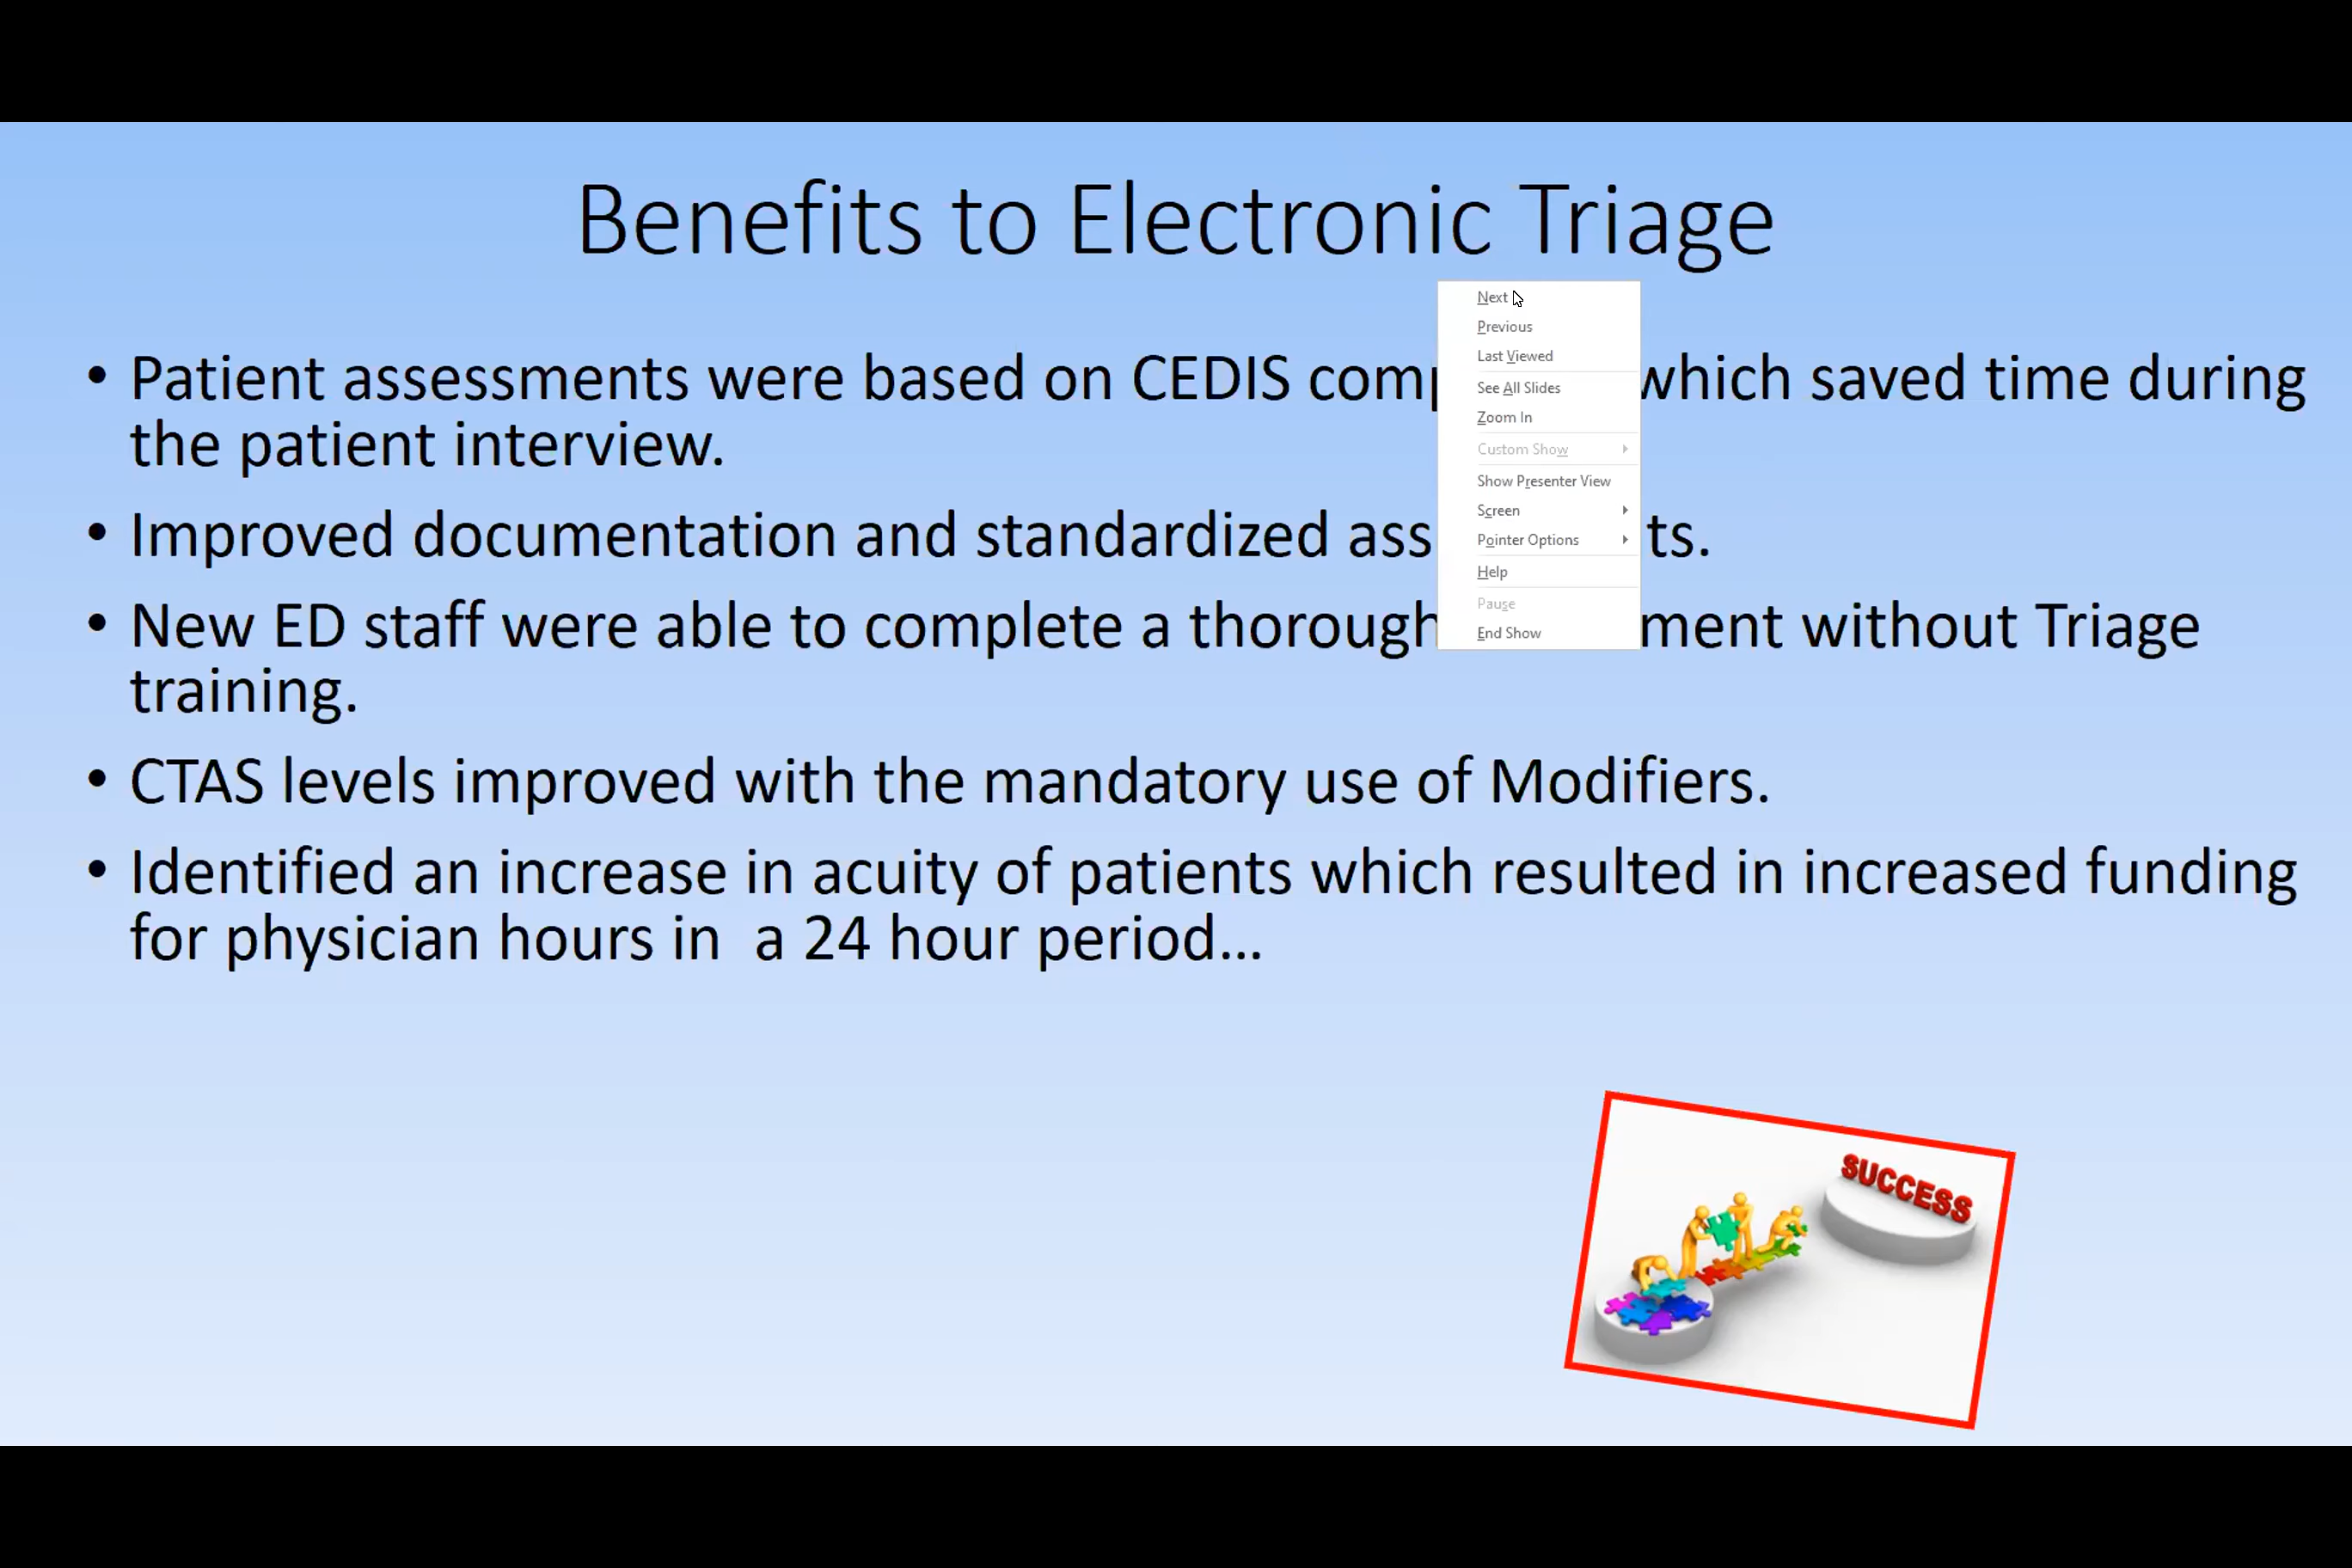 Benefits to Electronic Triage
• Patient assessments were based on CEDIS which saved time during
the patient interview.
• Improved documentation and standardized
• New ED staff were able to complete a thorough without Triage
training.
• CTAS levels improved with the mandatory use of Modifiers.
• Identified an increase in acuity of patients which resulted in increased funding
for physician hours in  a 24 hour period...
Next
Previous
Last Viewed
See All Slides
Zoom In
Custom Show
Show Presenter View
Screen
Pointer Options
Help
Pause
End Show
SUCCESS